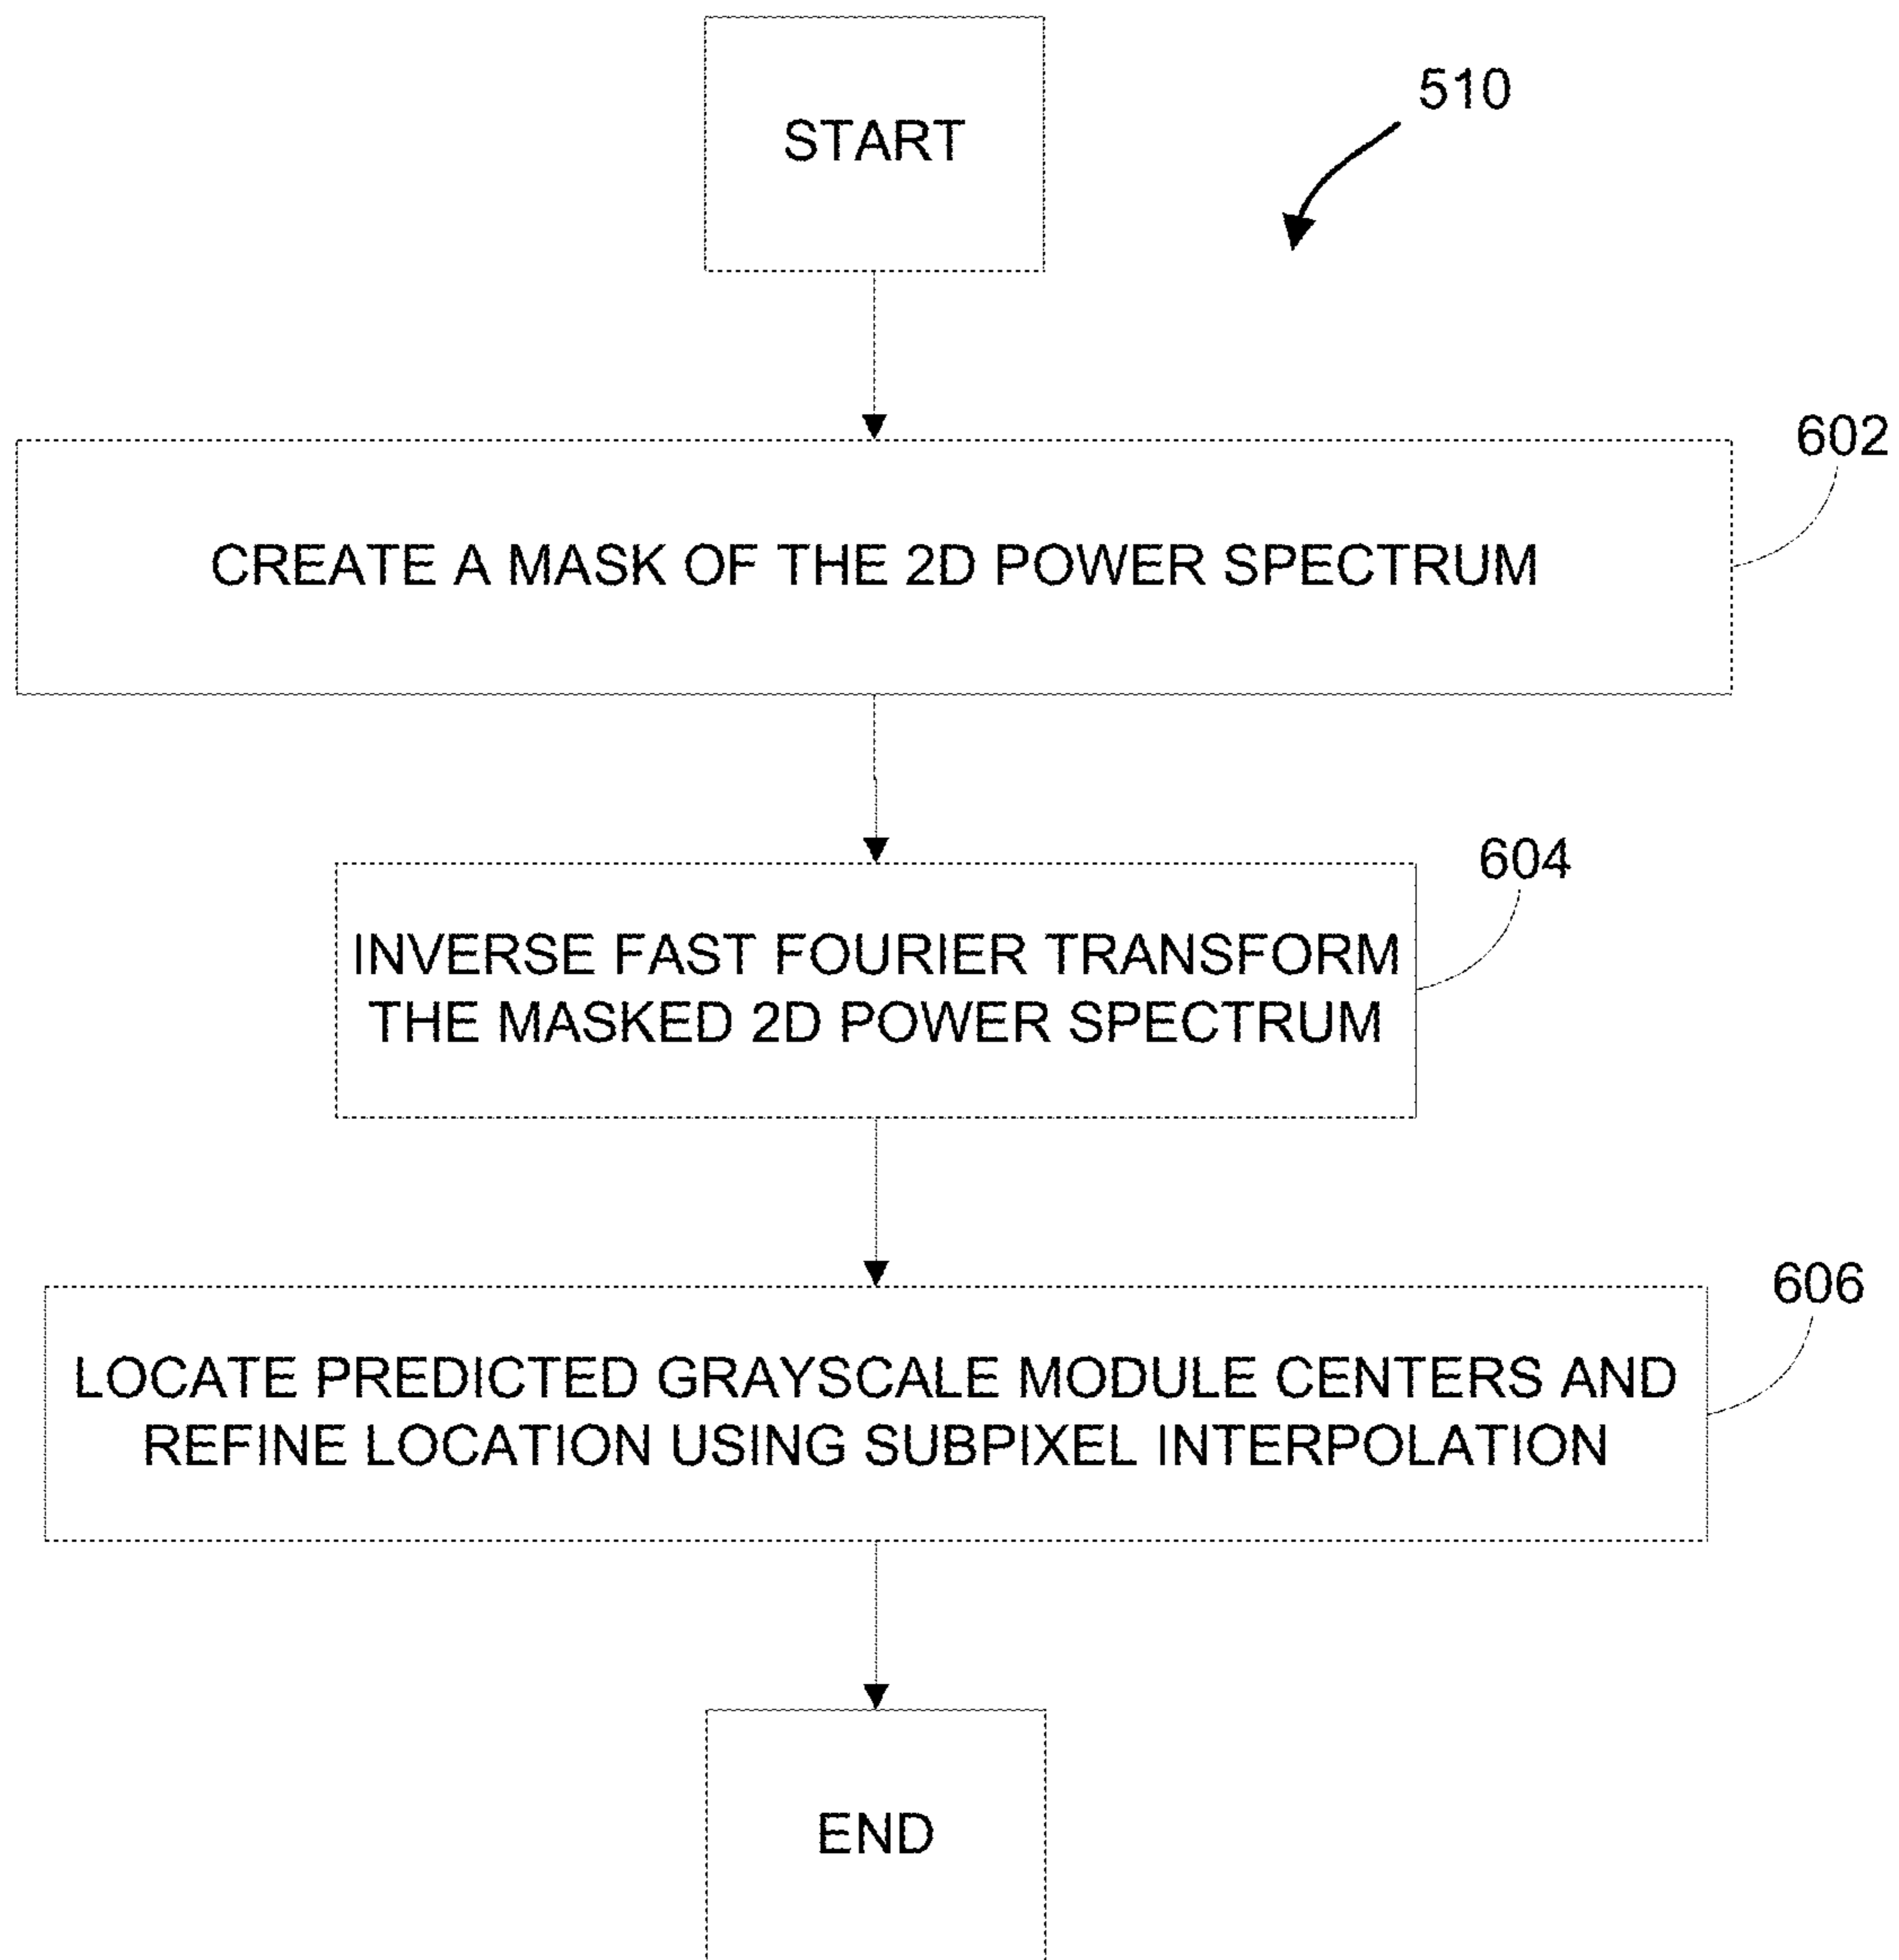 START
510
602
CREATE A MASK OF THE 2D POWER SPECTRUM
604
INVERSE FAST FOURIER TRANSFORM
THE MASKED 2D POWER SPECTRUM
606
LOCATE PREDICTED GRAYSCALE MODULE CENTERS AND
REFINE LOCATION USING SUBPIXEL INTERPOLATION
END